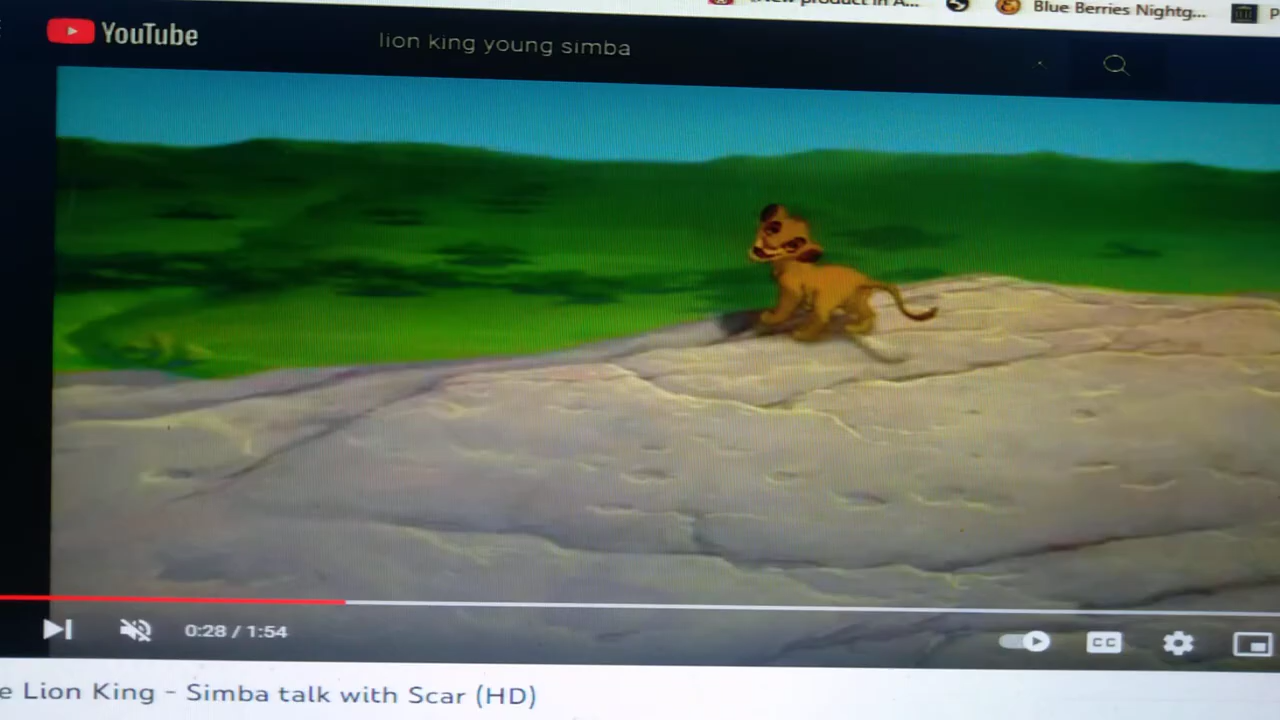 Blue Berries Nightg...
YouTube
lion king young simba
0:28 / 1:54
CC
e Lion King - Simba talk with Scar (HD)